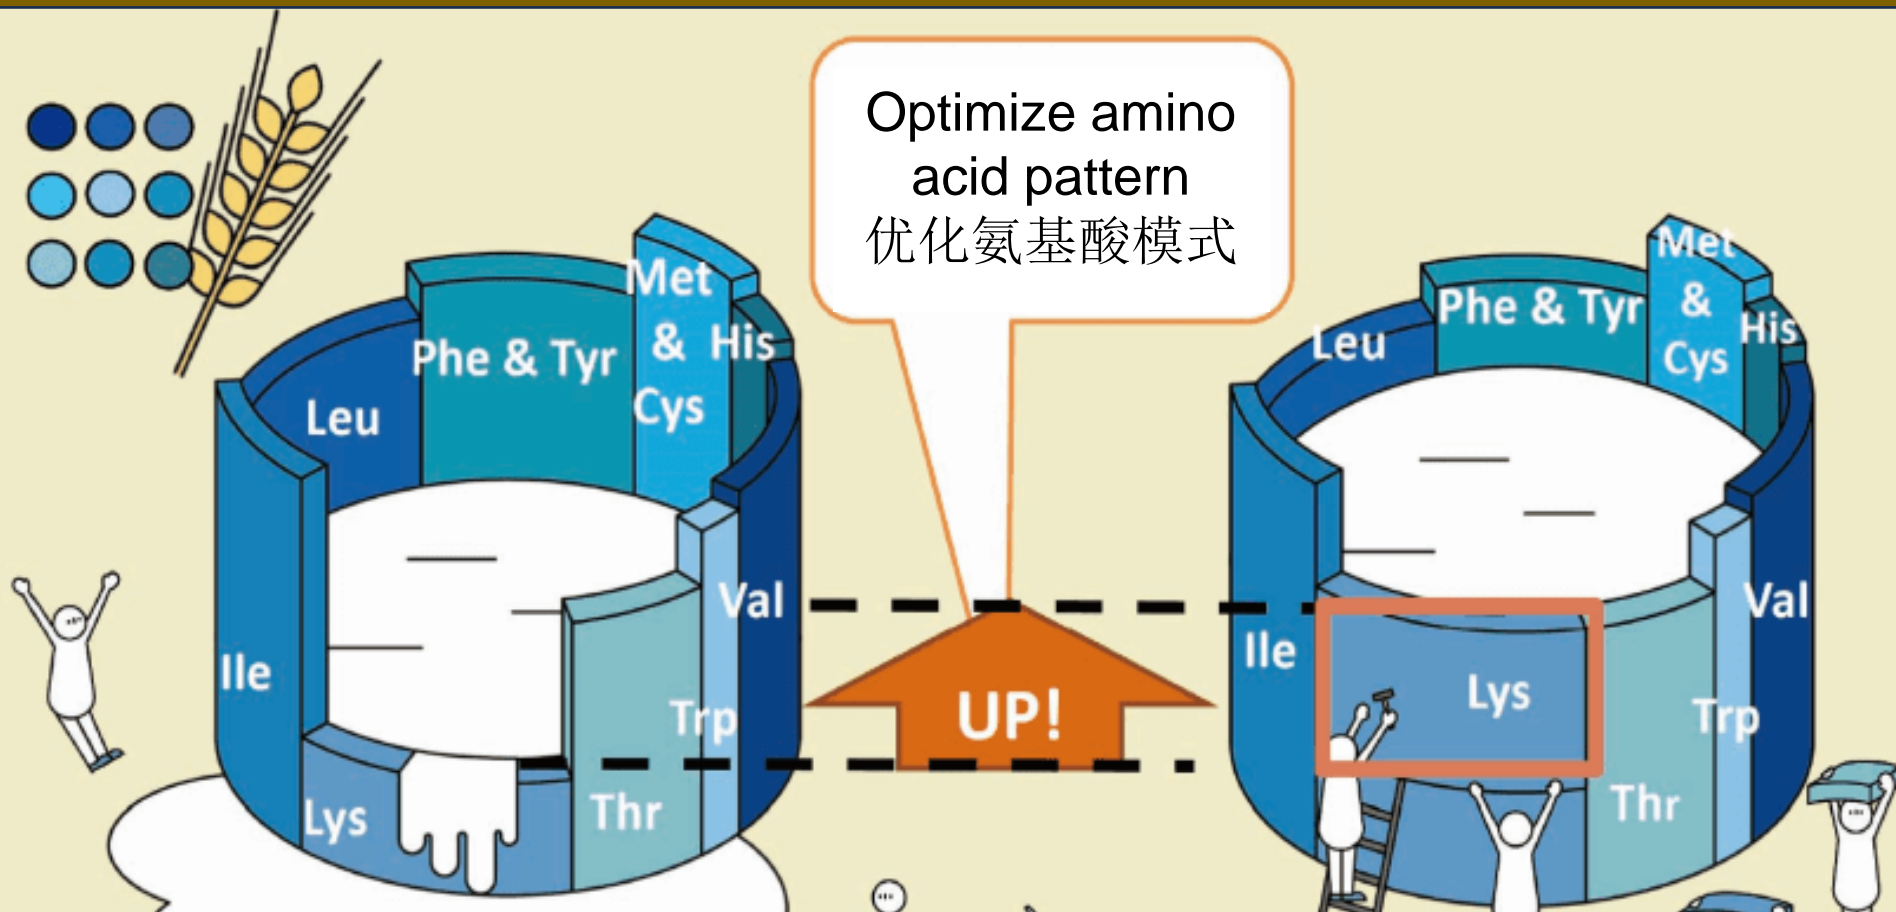 Optimize amino
acid pattern
优化氨基酸模式
Met
& His
Cys
Phe & Tyr
Leu
Val
Ile
Trp
Lys
Thr
UP!
Met
&
Cys
His
Phe & Tyr
Leu
Val
Ile
Lys
Trp
Thr